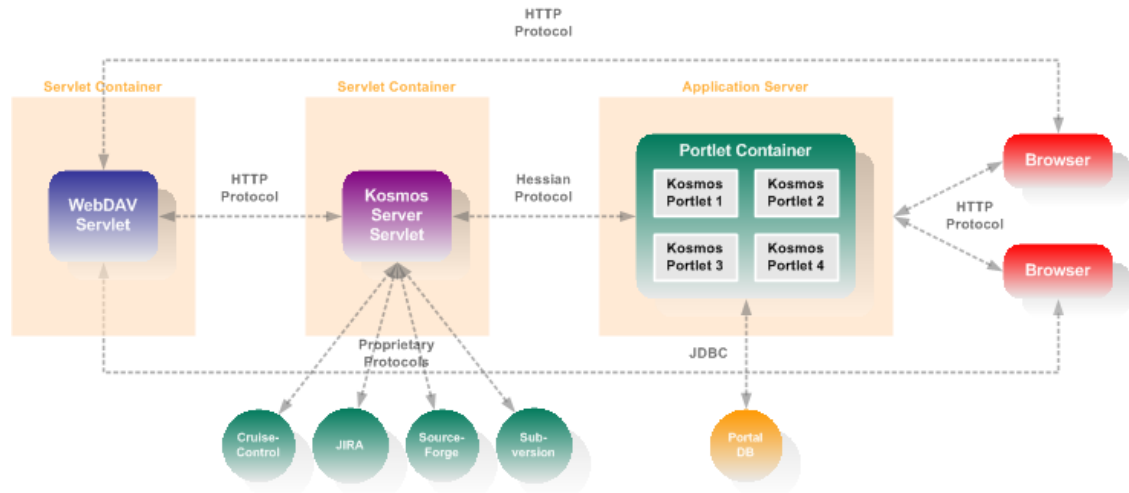 HTTP
Protocol
Servlet Container
Servlet Container
Application Server
WebDAV
Servlet
HTTP
Protocol
Kosmos
Server
Servlet
Hessian
Protocol
Portlet Container
Kosmos
Portlet 1
Kosmos
Portlet 2
Kosmos
Portlet 3
Kosmos
Portlet 4
Browser
HTTP
Protocol
Browser
Proprietary
Protocols
JDBC
Cruise-
Control
JIRA
Source-
Forge
Sub-
version
Portal
DB